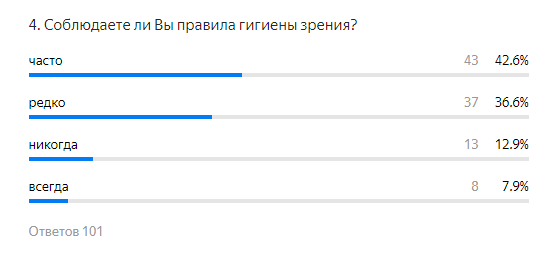 4. Соблюдаете ли Вы правила гигиены зрения?
часто 43 42.6%
редко 37 36.6%
никогда 13 12.9%
всегда 8 7.9%
Ответов 101